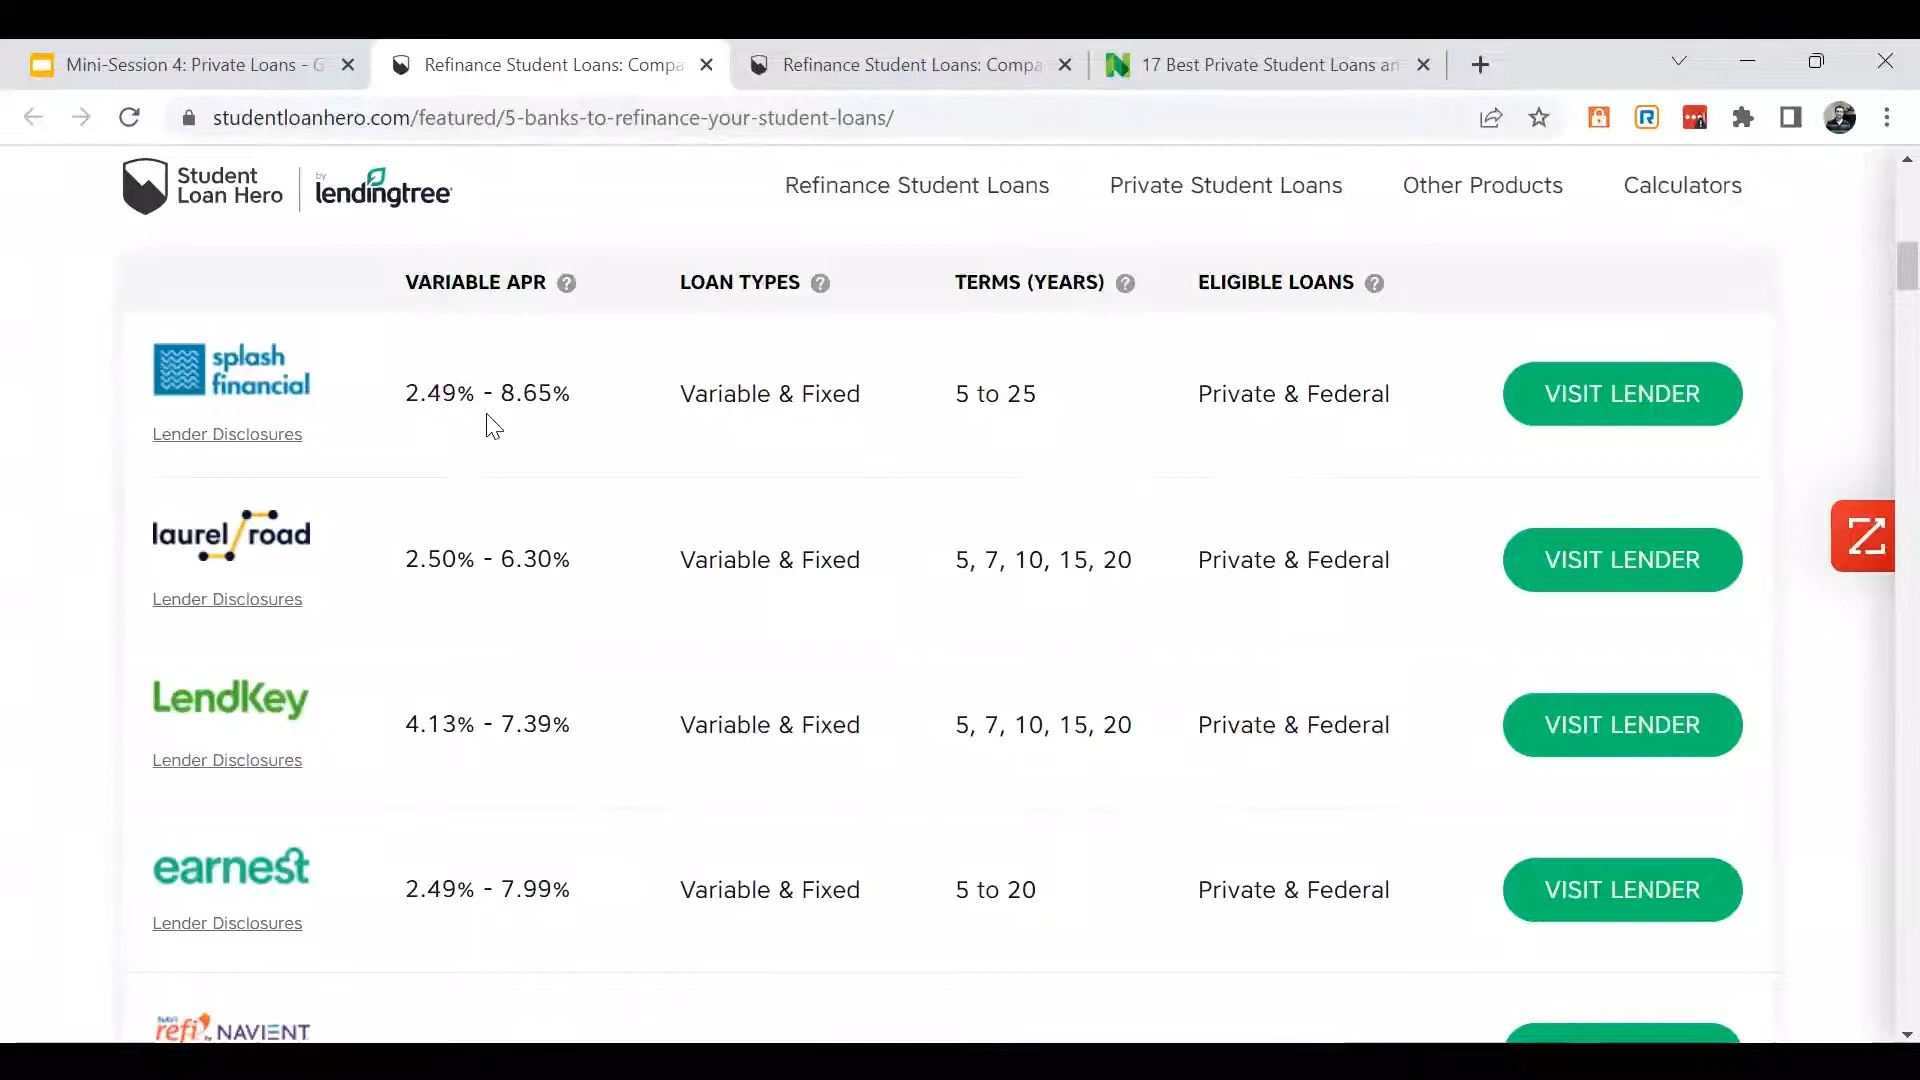 Mini-Session 4: Private Loans - G
Refinance Student Loans: Compa
Refinance Student Loans: Compa
17 Best Private Student Loans an
studentloanhero.com/featured/5-banks-to-refinance-your-student-loans/
Student Loan Hero
by lendingtree
Refinance Student Loans
Private Student Loans
Other Products
Calculators
VARIABLE APR ? LOAN TYPES ? TERMS (YEARS) ? ELIGIBLE LOANS ?
splash financial
2.49% - 8.65% Variable & Fixed 5 to 25 Private & Federal VISIT LENDER
Lender Disclosures
laurel road
2.50% - 6.30% Variable & Fixed 5, 7, 10, 15, 20 Private & Federal VISIT LENDER
Lender Disclosures
LendKey
4.13% - 7.39% Variable & Fixed 5, 7, 10, 15, 20 Private & Federal VISIT LENDER
Lender Disclosures
earnest
2.49% - 7.99% Variable & Fixed 5 to 20 Private & Federal VISIT LENDER
Lender Disclosures
refi by NAVIENT